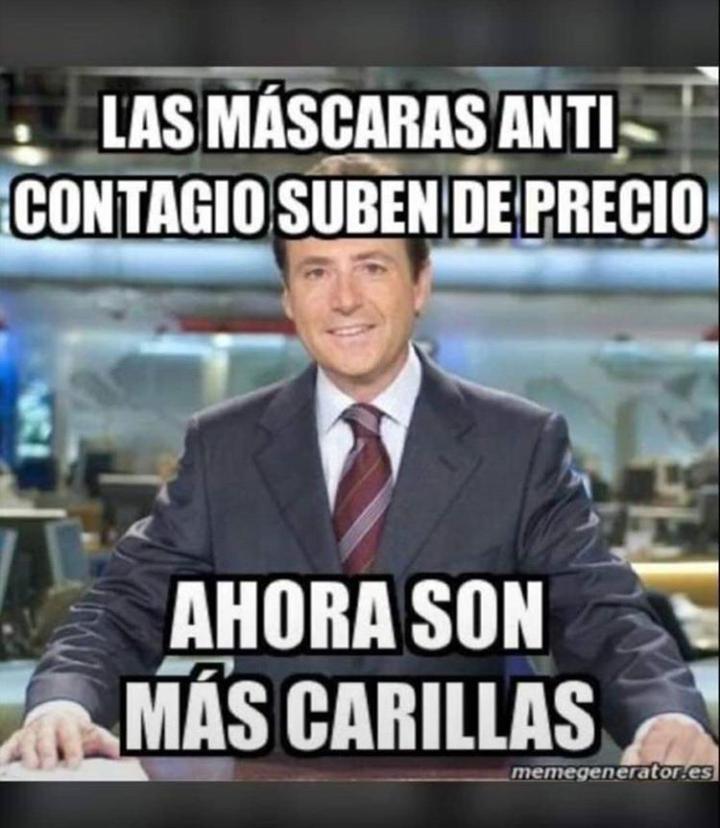 LAS MÁSCARAS ANTI
CONTAGIO SUBEN DE PRECIO
AHORA SON
MÁS CARILLAS
memegenerator.es